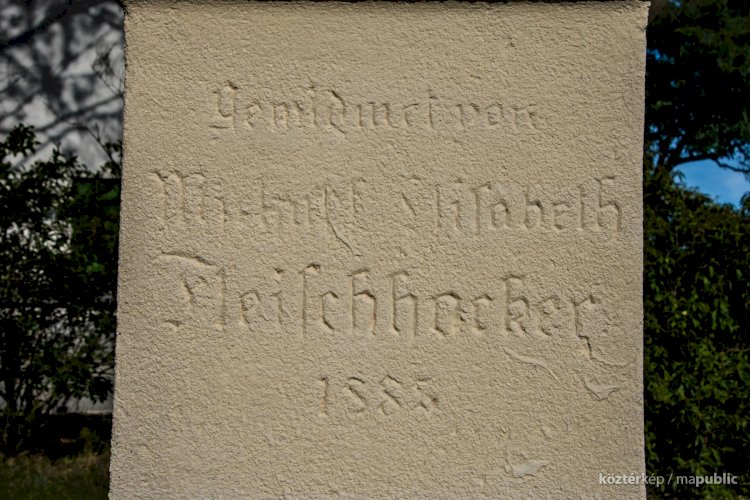 Gewidmet von
Michael & Elisabeth
Fleischhacker
1885
köztérkép / mapublic